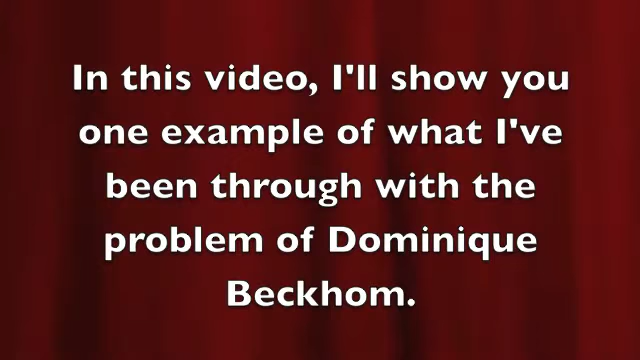 In this video, I'll show you
one example of what I've
been through with the
problem of Dominique
Beckhom.